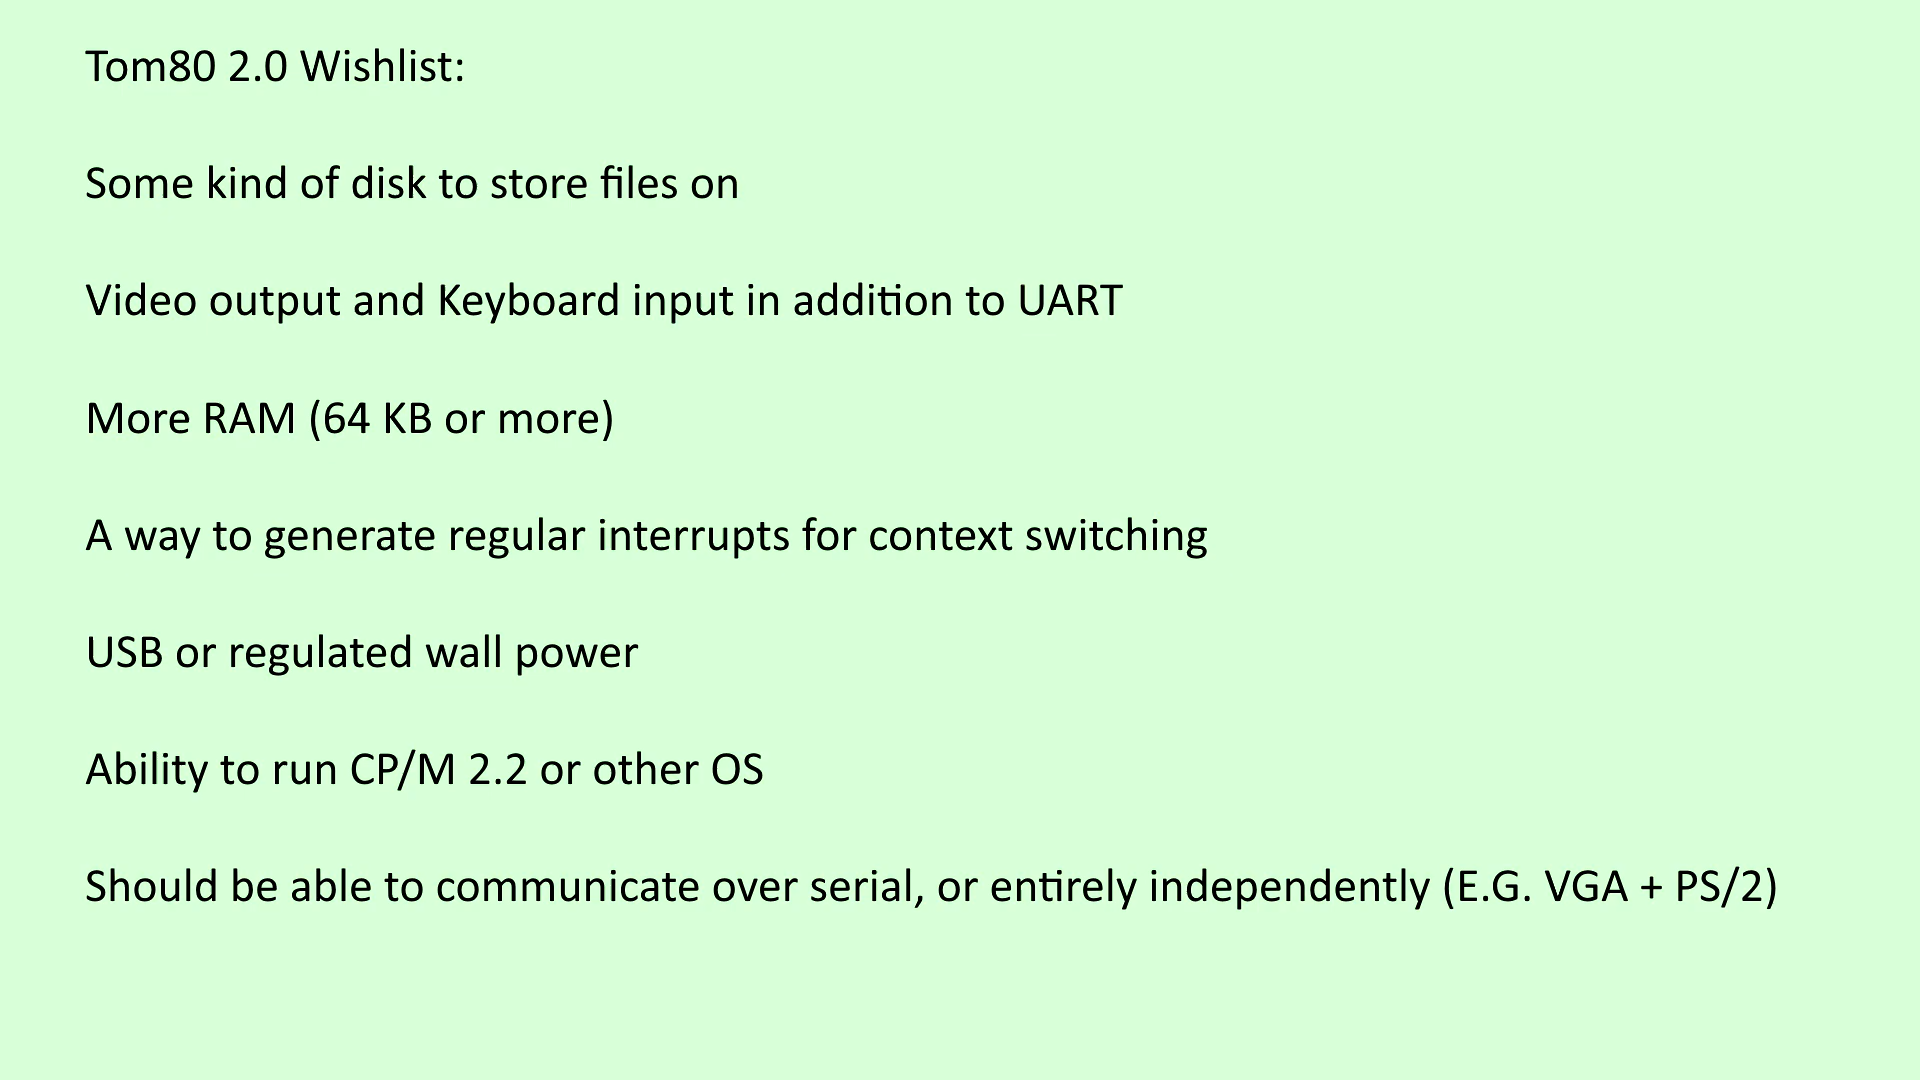 Tom80 2.0 Wishlist:
Some kind of disk to store files on
Video output and Keyboard input in addition to UART
More RAM (64 KB or more)
A way to generate regular interrupts for context switching
USB or regulated wall power
Ability to run CP/M 2.2 or other OS
Should be able to communicate over serial, or entirely independently (E.G. VGA + PS/2)